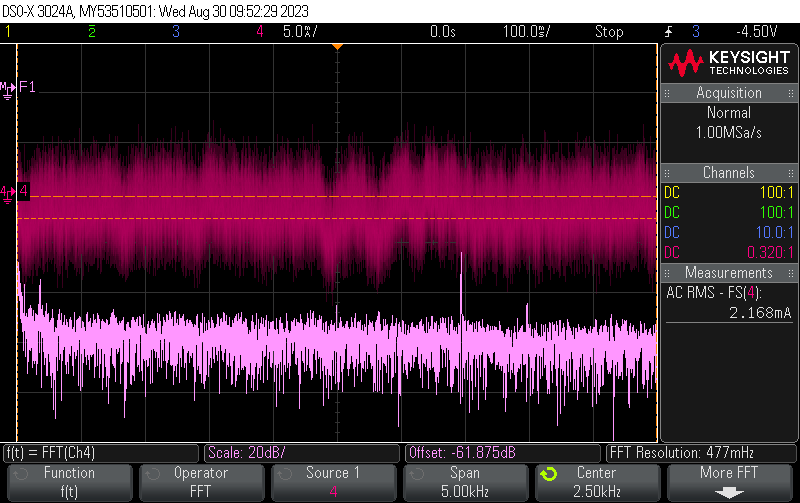 DSO-X 3024A, MY53510501: Wed Aug 30 09:52:29 2023
1 2 3 4 5.0㎷/ 0.0s 100.0㎳/ Stop 3 -4.50V
KEYSIGHT
TECHNOLOGIES
Acquisition
Normal
1.00MSa/s
Channels
DC 100:1
DC 100:1
DC 10.0:1
DC 0.320:1
Measurements
AC RMS - FS(4):
2.168mA
M F1
4 4
f(t) = FFT(Ch4) Scale: 20dB/ Offset: -61.875dB FFT Resolution: 477mHz
Function Operator Source 1 Span Center More FFT
f(t) FFT 4 5.00kHz 2.50kHz